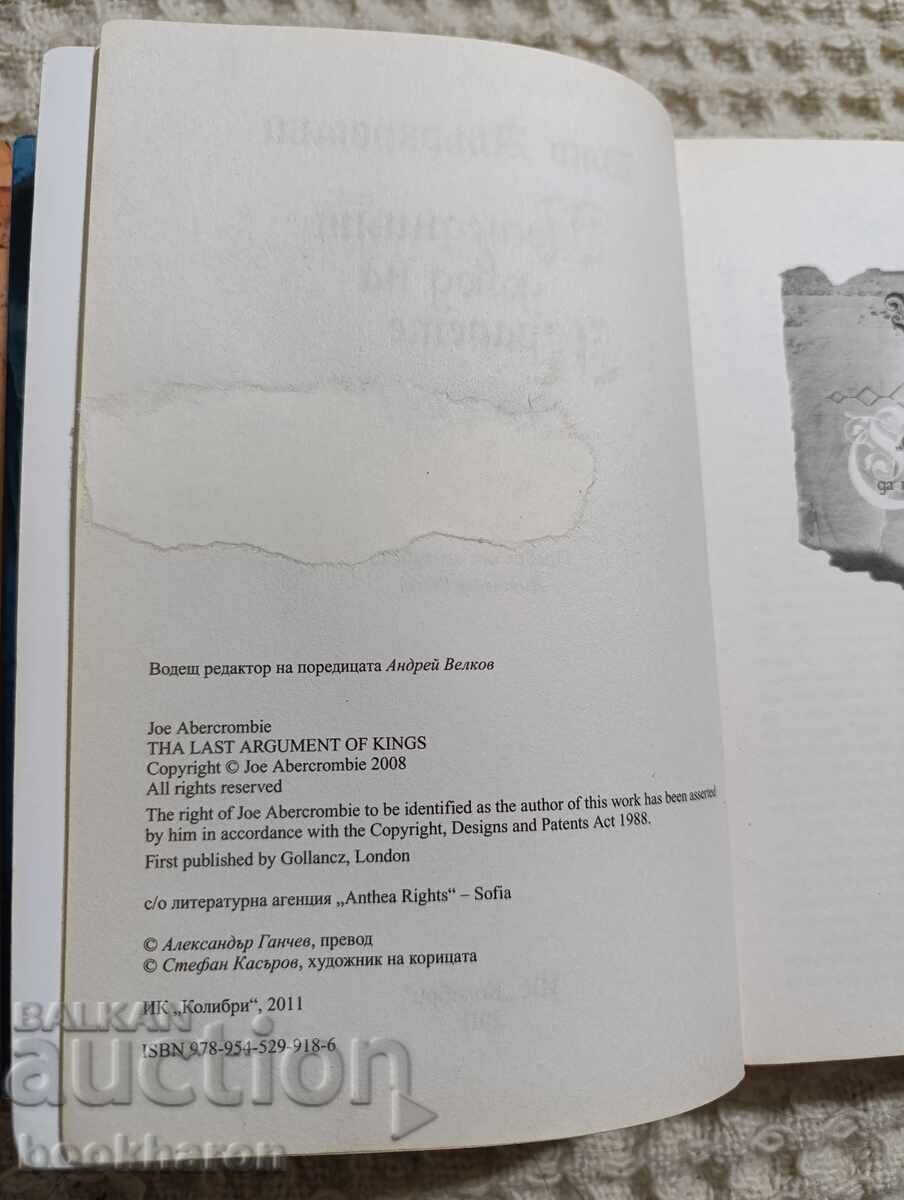 Водещ редактор на поредицата Андрей Велков
Joe Abercrombie
THA LAST ARGUMENT OF KINGS
Copyright © Joe Abercrombie 2008
All rights reserved
The right of Joe Abercrombie to be identified as the author of this work has been asserted
by him in accordance with the Copyright, Designs and Patents Act 1988.
First published by Gollancz, London
с/о литературна агенция „Anthea Rights“ – Sofia
© Александър Ганчев, превод
© Стефан Касъров, художник на корицата
ИК „Колибри“, 2011
ISBN 978-954-529-918-6
да
BALKAN
auction
bookharon